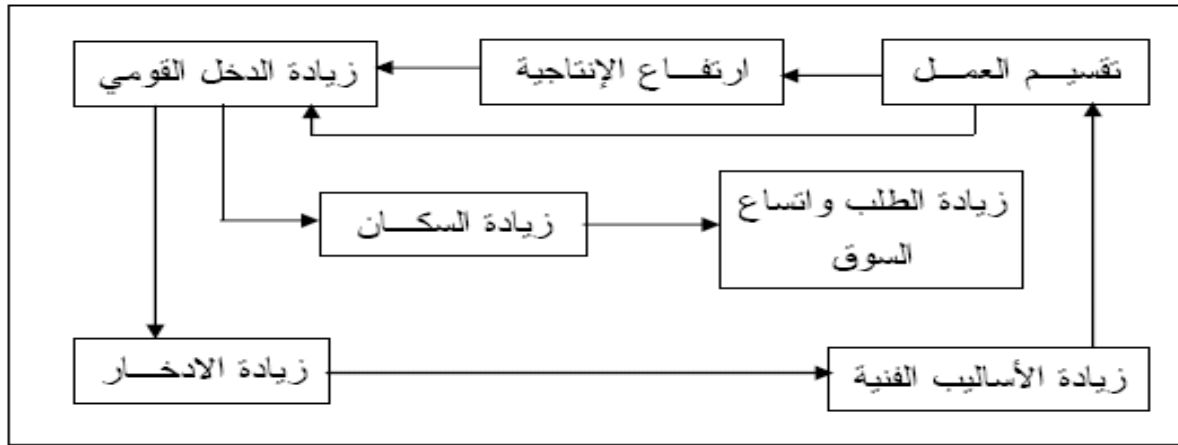 تقسيم العمل
ارتفاع الإنتاجية
زيادة الدخل القومي
زيادة الطلب واتساع
السوق
زيادة السكان
زيادة الأساليب الفنية
زيادة الادخار